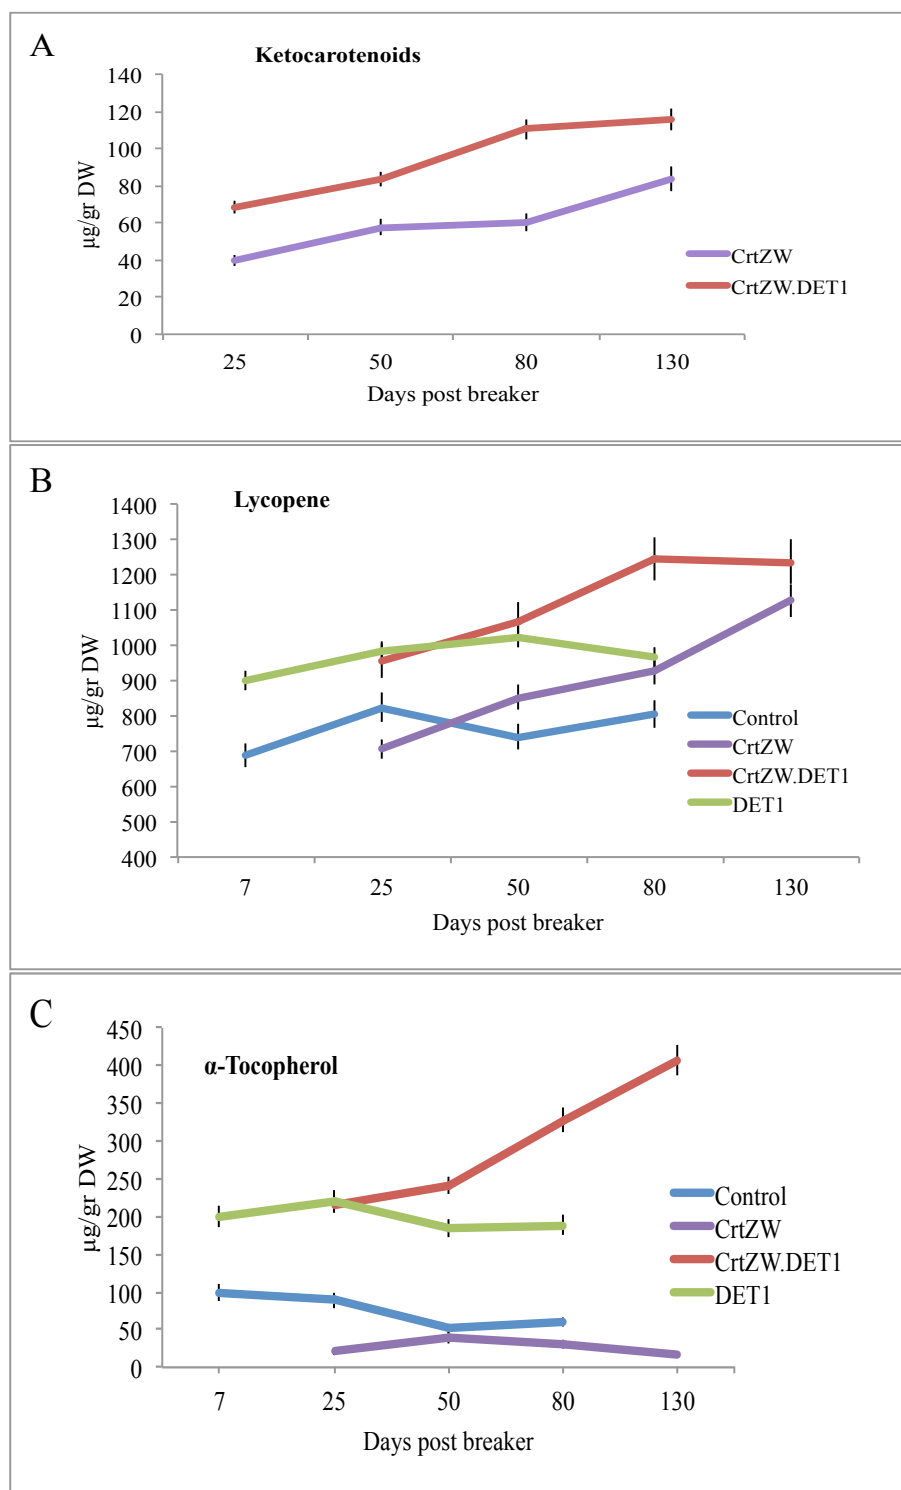 A
Ketocarotenoids
140
120
100
80
60
40
20
0
µg/gr DW
CrtZW
CrtZW.DET1
25 50 80 130
Days post breaker
B
Lycopene
1400
1300
1200
1100
1000
900
800
700
600
500
400
µg/gr DW
Control
CrtZW
CrtZW.DET1
DET1
7 25 50 80 130
Days post breaker
C
α-Tocopherol
450
400
350
300
250
200
150
100
50
0
µg/gr DW
Control
CrtZW
CrtZW.DET1
DET1
7 25 50 80 130
Days post breaker